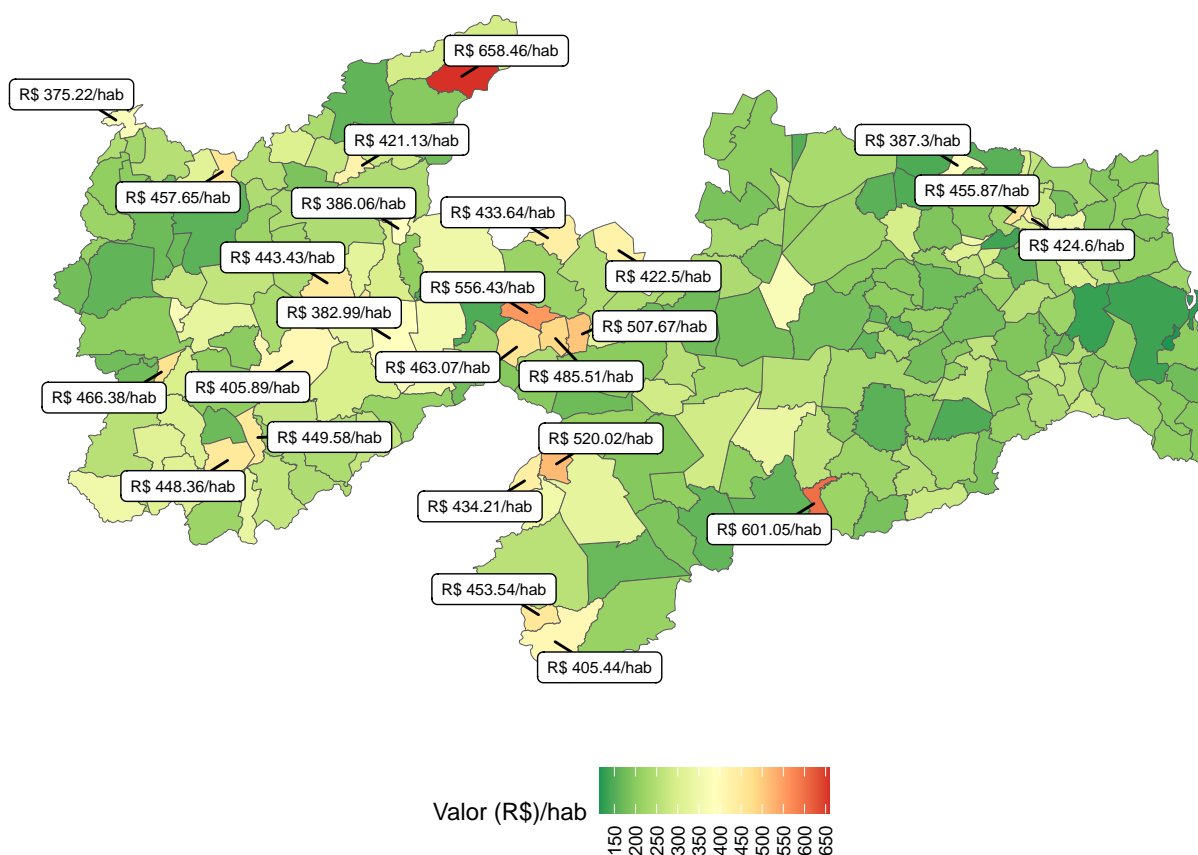 R$ 658.46/hab
R$ 375.22/hab
R$ 421.13/hab
R$ 387.3/hab
R$ 457.65/hab
R$ 455.87/hab
R$ 386.06/hab
R$ 433.64/hab
R$ 424.6/hab
R$ 443.43/hab
R$ 422.5/hab
R$ 556.43/hab
R$ 382.99/hab
R$ 507.67/hab
R$ 463.07/hab
R$ 485.51/hab
R$ 405.89/hab
R$ 466.38/hab
R$ 449.58/hab
R$ 520.02/hab
R$ 448.36/hab
R$ 434.21/hab
R$ 601.05/hab
R$ 453.54/hab
R$ 405.44/hab
Valor (R$)/hab
150
200
250
300
350
400
450
500
550
600
650